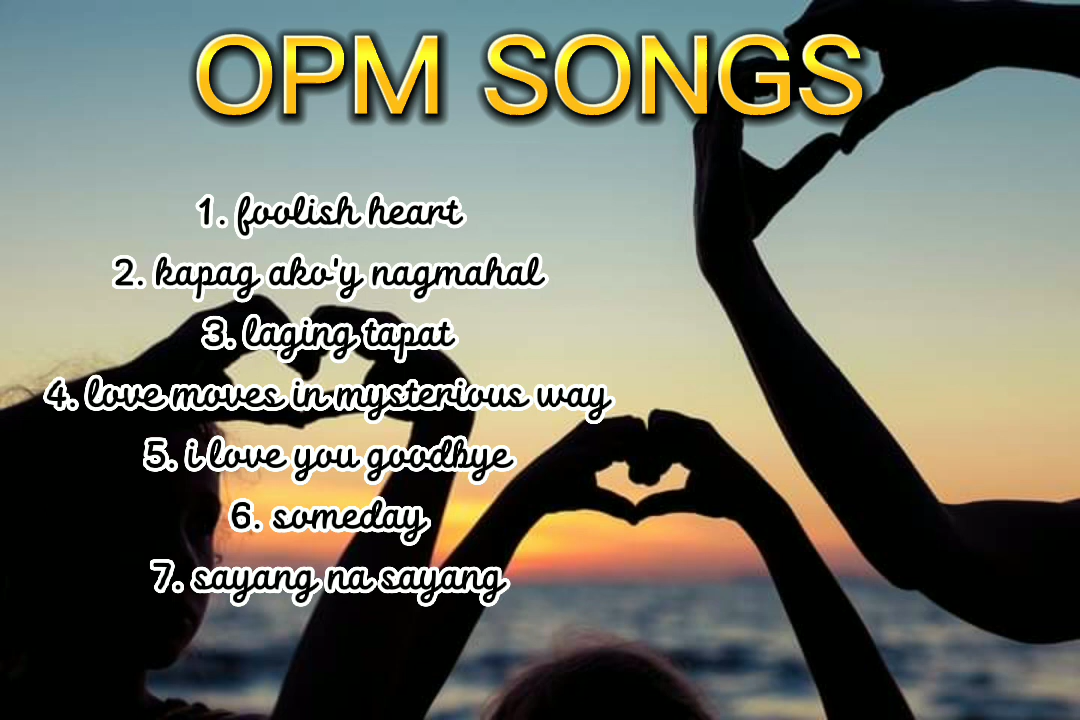 OPM SONGS
1. foolish heart
2. kapag ako'y nagmahal
3. laging tapat
4. love moves in mysterious way
5. i love you goodbye
6. someday
7. sayang na sayang